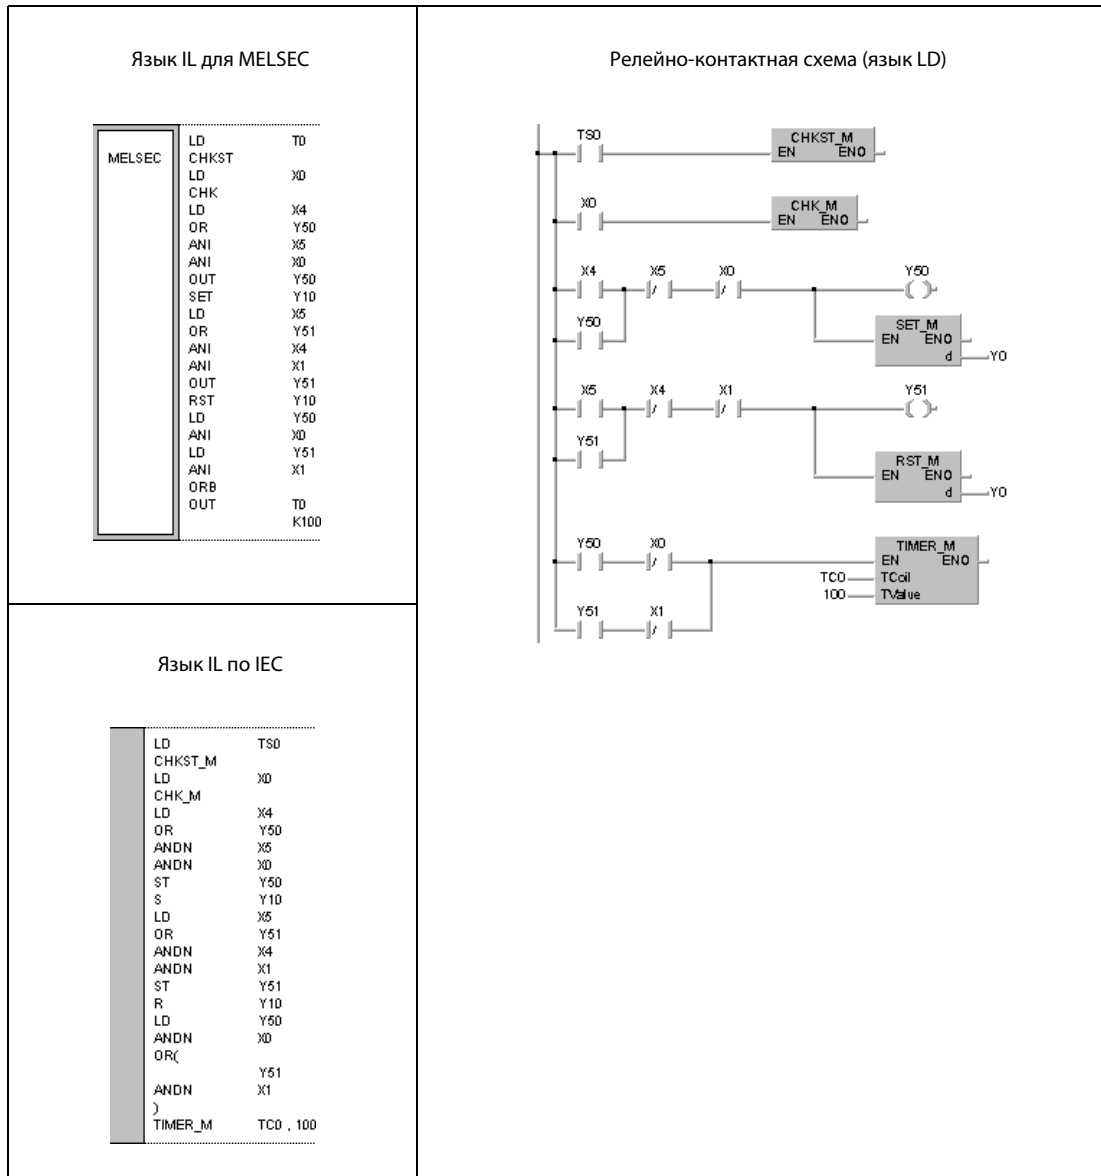 Язык IL для MELSEC
MELSEC
LD T0
CHKST
LD X0
CHK
LD X4
OR Y50
ANI X5
ANI X0
OUT Y50
SET Y10
LD X5
OR Y51
ANI X4
ANI X1
OUT Y51
RST Y10
LD Y50
ANI X0
LD Y51
ANI X1
ORB
OUT T0
K100
Язык IL по IEC
LD TS0
CHKST_M
LD X0
CHK_M
LD X4
OR Y50
ANDN X5
ANDN X0
ST Y50
S Y10
LD X5
OR Y51
ANDN X4
ANDN X1
ST Y51
R Y10
LD Y50
ANDN X0
OR(
Y51
ANDN X1
)
TIMER_M TC0 , 100
Релейно-контактная схема (язык LD)
TS0 CHKST_M
EN ENO
X0 CHK_M
EN ENO
X4 X5 X0 Y50
Y50 SET_M
EN ENO
d Y0
X5 X4 X1 Y51
Y51
RST_M
EN ENO
d Y0
Y50 X0 TIMER_M
EN ENO
TC0 TCoil
100 TValue
Y51 X1